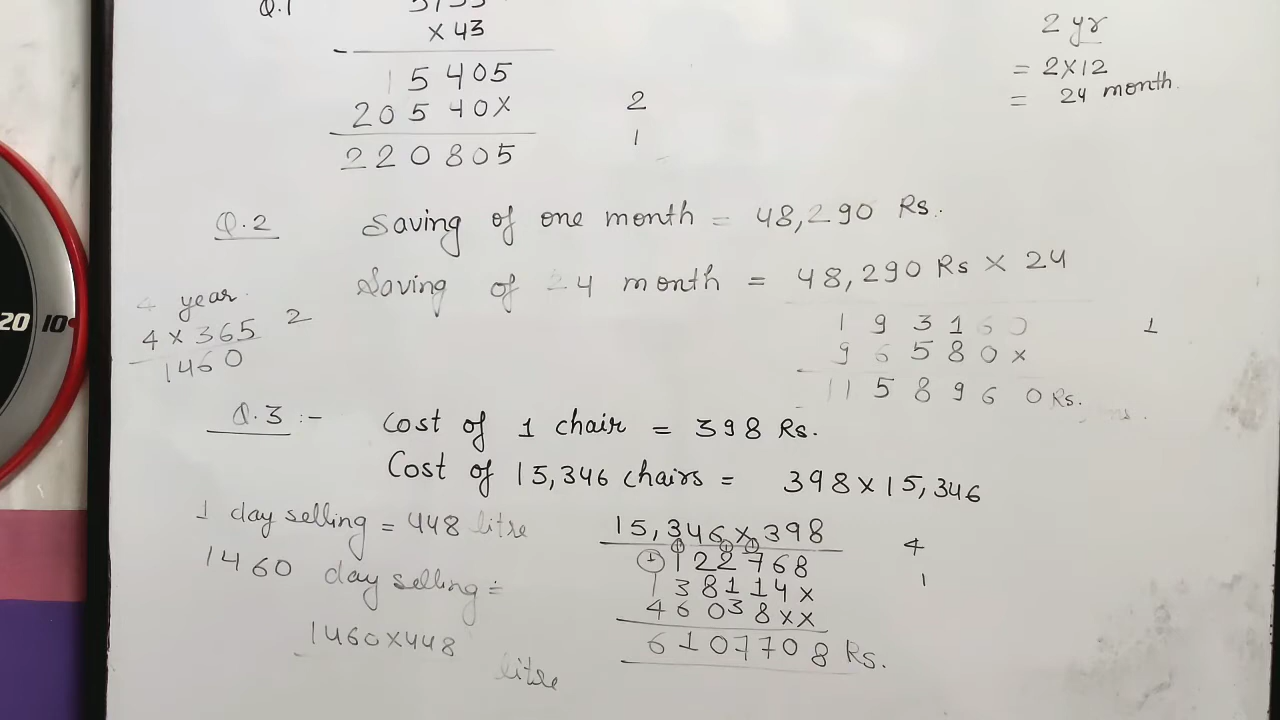 Q.1
× 43
15405
20540×
220805
2
1
2 yr
= 2×12
= 24 month.
Q.2 Saving of one month = 48,290 Rs.
Saving of 24 month = 48,290 Rs × 24
193160
96580×
1158960 Rs.
1
4 year
4 × 365
1460
2
20 10
Q.3 :- Cost of 1 chair = 398 Rs.
Cost of 15,346 chairs = 398×15,346
15,346×398
1 122768
138114×
46038××
6107708 Rs.
4
1
1 day selling = 448 litre
1460 day selling =
1460×448
litre